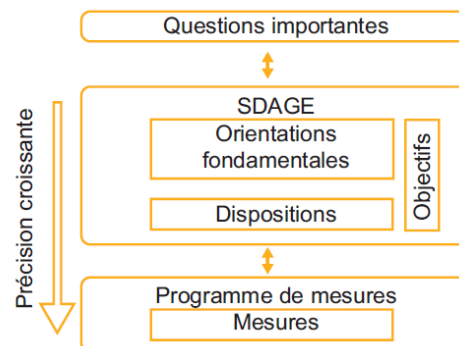 Questions importantes
SDAGE
Orientations
fondamentales
Dispositions
Objectifs
Programme de mesures
Mesures
Précision croissante